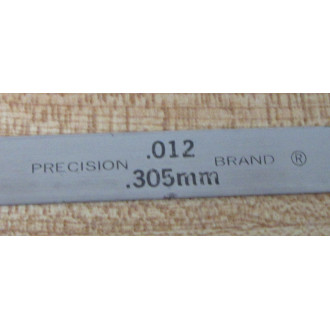 .012
PRECISION BRAND ®
.305mm